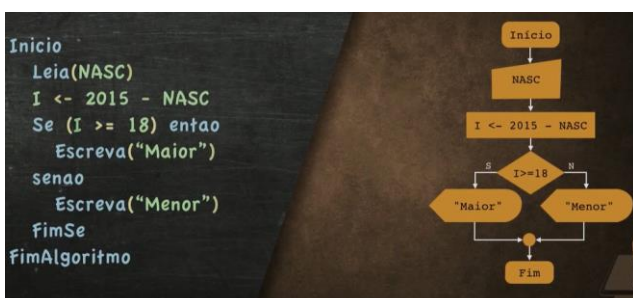 Inicio
Leia(NASC)
I <- 2015 - NASC
Se (I >= 18) entao
Escreva("Maior")
senao
Escreva("Menor")
FimSe
FimAlgoritmo
Início
NASC
I <- 2015 - NASC
S
I>=18
N
"Maior"
"Menor"
Fim